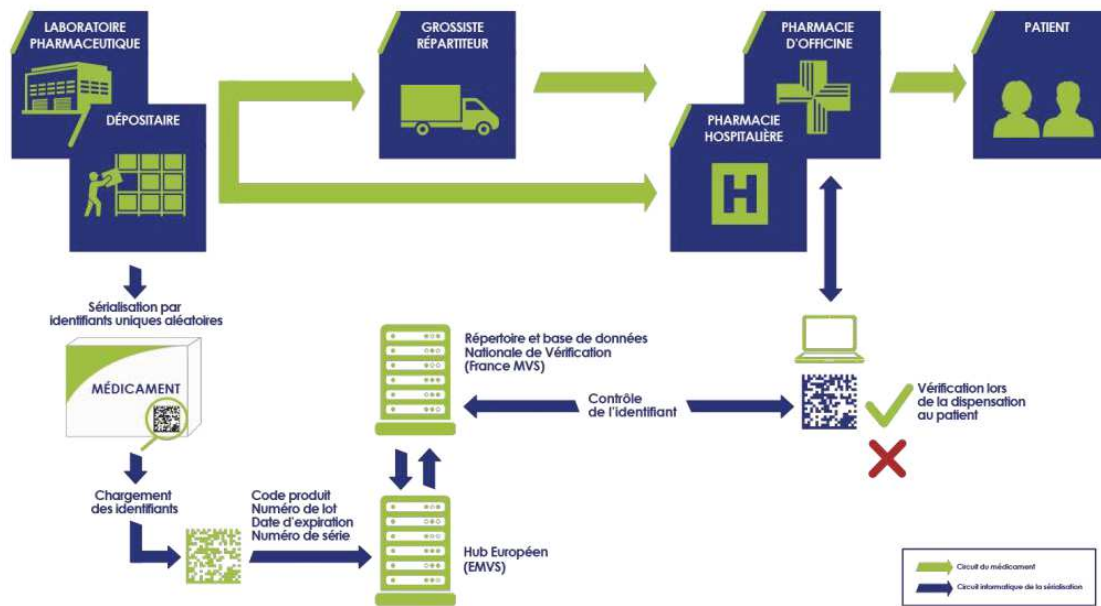 LABORATOIRE
PHARMACEUTIQUE
DÉPOSITAIRE
GROSSISTE
RÉPARTITEUR
PHARMACIE
D'OFFICINE
PHARMACIE
HOSPITALIÈRE
H
PATIENT
Sérialisation par
identifiants uniques aléatoires
MÉDICAMENT
Chargement
des identifiants
Code produit
Numéro de lot
Date d'expiration
Numéro de série
Répertoire et base de données
Nationale de Vérification
(France MVS)
Hub Européen
(EMVS)
Contrôle
de l'identifiant
Vérification lors
de la dispensation
au patient
Circuit du médicament
Circuit informatique de la sérialisation